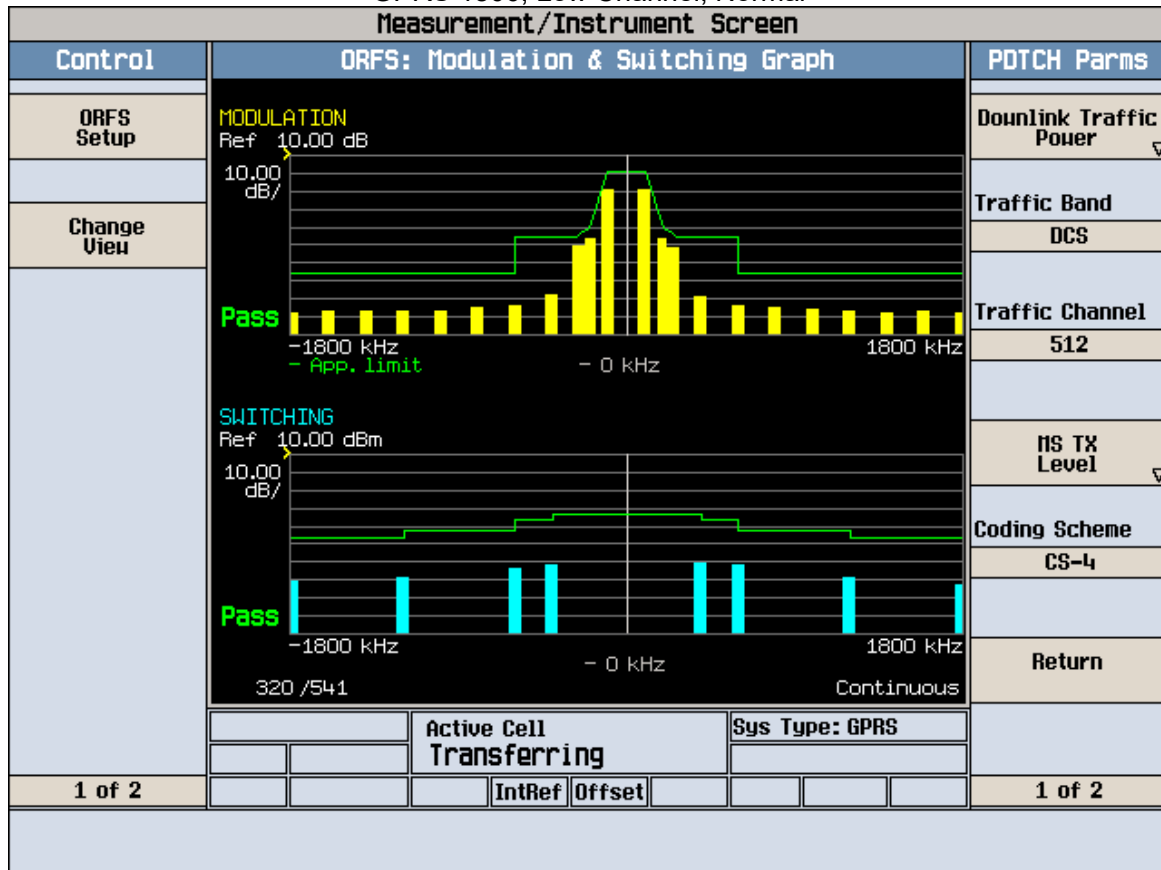 Measurement/Instrument Screen
Control
ORFS: Modulation & Switching Graph
PDTCH Parms
ORFS
Setup
Change
View
MODULATION
Ref 10.00 dB
10.00
dB/
Pass
-1800 kHz
1800 kHz
- App. limit
- 0 kHz
SWITCHING
Ref 10.00 dBm
10.00
dB/
Pass
-1800 kHz
1800 kHz
- 0 kHz
320 /541
Continuous
Downlink Traffic
Power
Traffic Band
DCS
Traffic Channel
512
MS TX
Level
Coding Scheme
CS-4
Return
Active Cell
Transferring
Sys Type: GPRS
1 of 2
IntRef
Offset
1 of 2